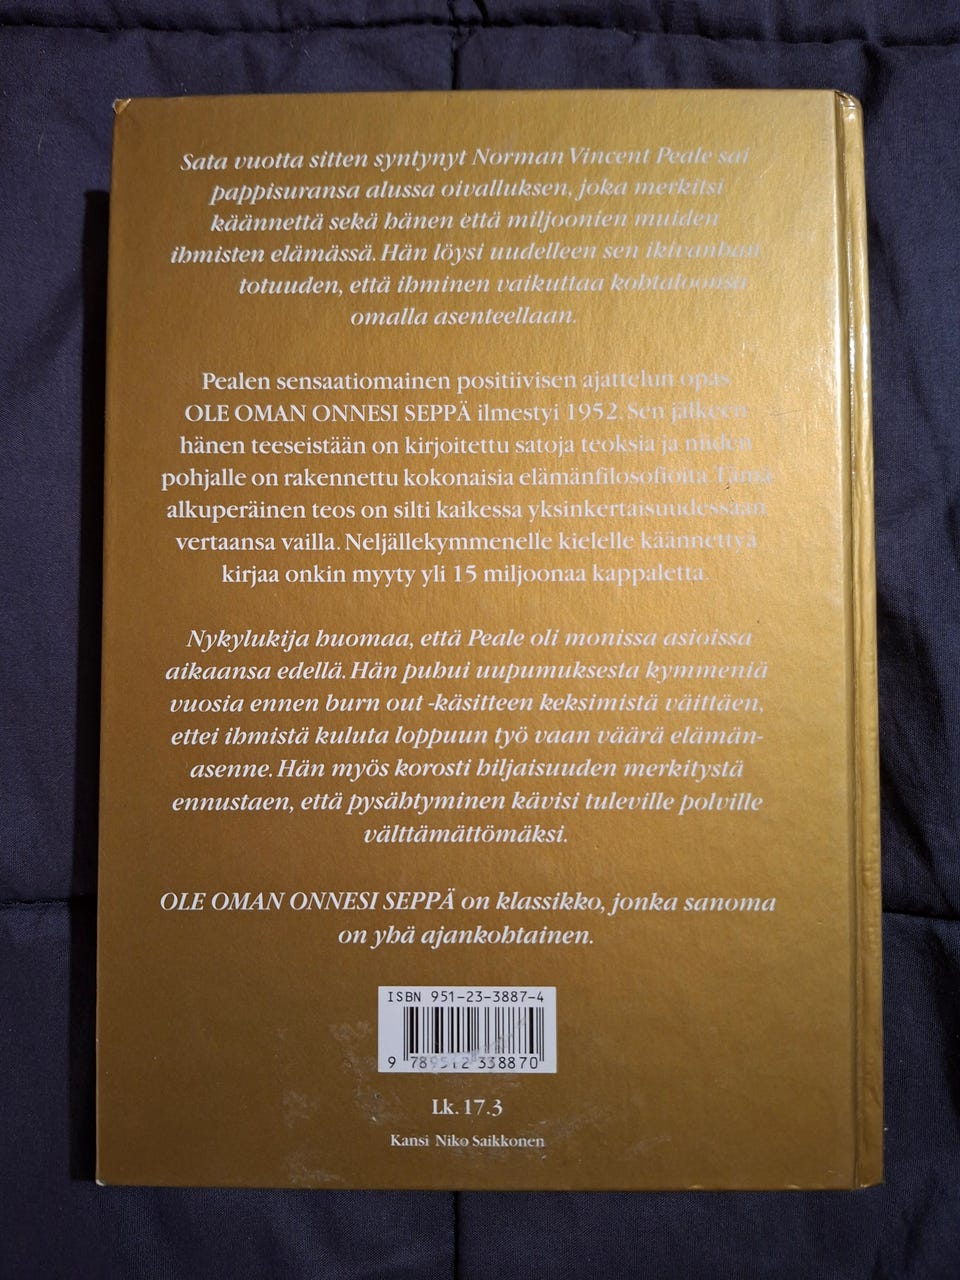 Sata vuotta sitten syntynyt Norman Vincent Peale sai
pappisuransa alussa oivalluksen, joka merkitsi
käännettä sekä hänen että miljoonien muiden
ihmisten elämässä. Hän löysi uudelleen sen ikivanhan
totuuden, että ihminen vaikuttaa kohtaloonsa
omalla asenteellaan.
Pealen sensaatiomainen positiivisen ajattelun opas
OLE OMAN ONNESI SEPPÄ ilmestyi 1952. Sen jälkeen
hänen teeseistään on kirjoitettu satoja teoksia ja niiden
pohjalle on rakennettu kokonaisia elämänfilosofioita. Tämä
alkuperäinen teos on silti kaikessa yksinkertaisuudessaan
vertaansa vailla. Neljällekymmenelle kielelle käännettyä
kirjaa onkin myyty yli 15 miljoonaa kappaletta.
Nykylukija huomaa, että Peale oli monissa asioissa
aikaansa edellä. Hän puhui uupumuksesta kymmeniä
vuosia ennen burn out -käsitteen keksimistä väittäen,
ettei ihmistä kuluta loppuun työ vaan väärä elämän-
asenne. Hän myös korosti hiljaisuuden merkitystä
ennustaen, että pysähtyminen kävisi tuleville polville
välttämättömäksi.
OLE OMAN ONNESI SEPPÄ on klassikko, jonka sanoma
on yhä ajankohtainen.
ISBN 951-23-3887-4
9 789512 338870
Lk. 17.3
Kansi Niko Saikkonen